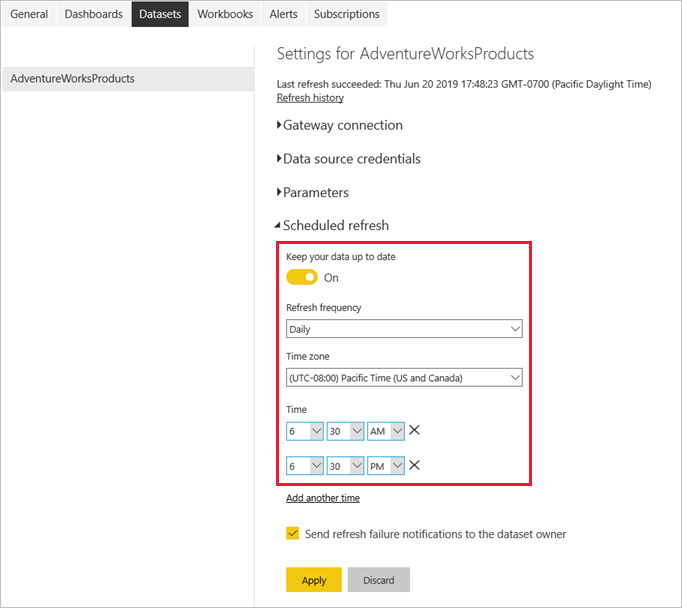 General Dashboards Datasets Workbooks Alerts Subscriptions
AdventureWorksProducts
Settings for AdventureWorksProducts
Last refresh succeeded: Thu Jun 20 2019 17:48:23 GMT-0700 (Pacific Daylight Time)
Refresh history
Gateway connection
Data source credentials
Parameters
Scheduled refresh
Keep your data up to date
On
Refresh frequency
Daily
Time zone
(UTC-08:00) Pacific Time (US and Canada)
Time
6 30 AM
6 30 PM
Add another time
Send refresh failure notifications to the dataset owner
Apply Discard